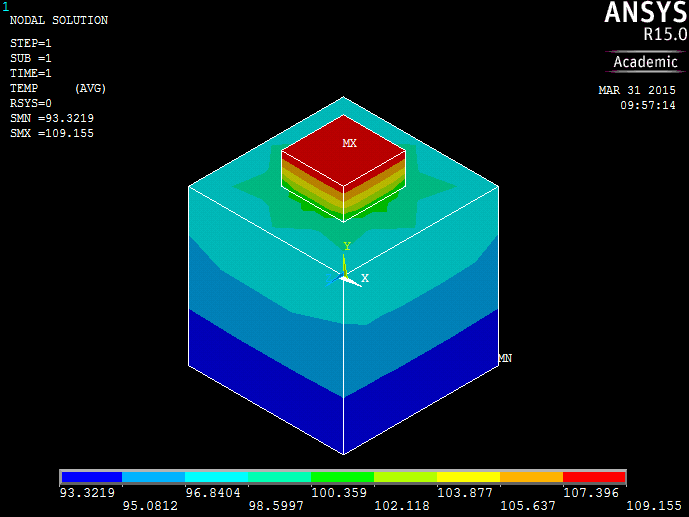 1
NODAL SOLUTION
STEP=1
SUB =1
TIME=1
TEMP (AVG)
RSYS=0
SMN =93.3219
SMX =109.155
ANSYS
R15.0
Academic
MAR 31 2015
09:57:14
MX
Y
X
MN
93.3219 96.8404 100.359 103.877 107.396
95.0812 98.5997 102.118 105.637 109.155